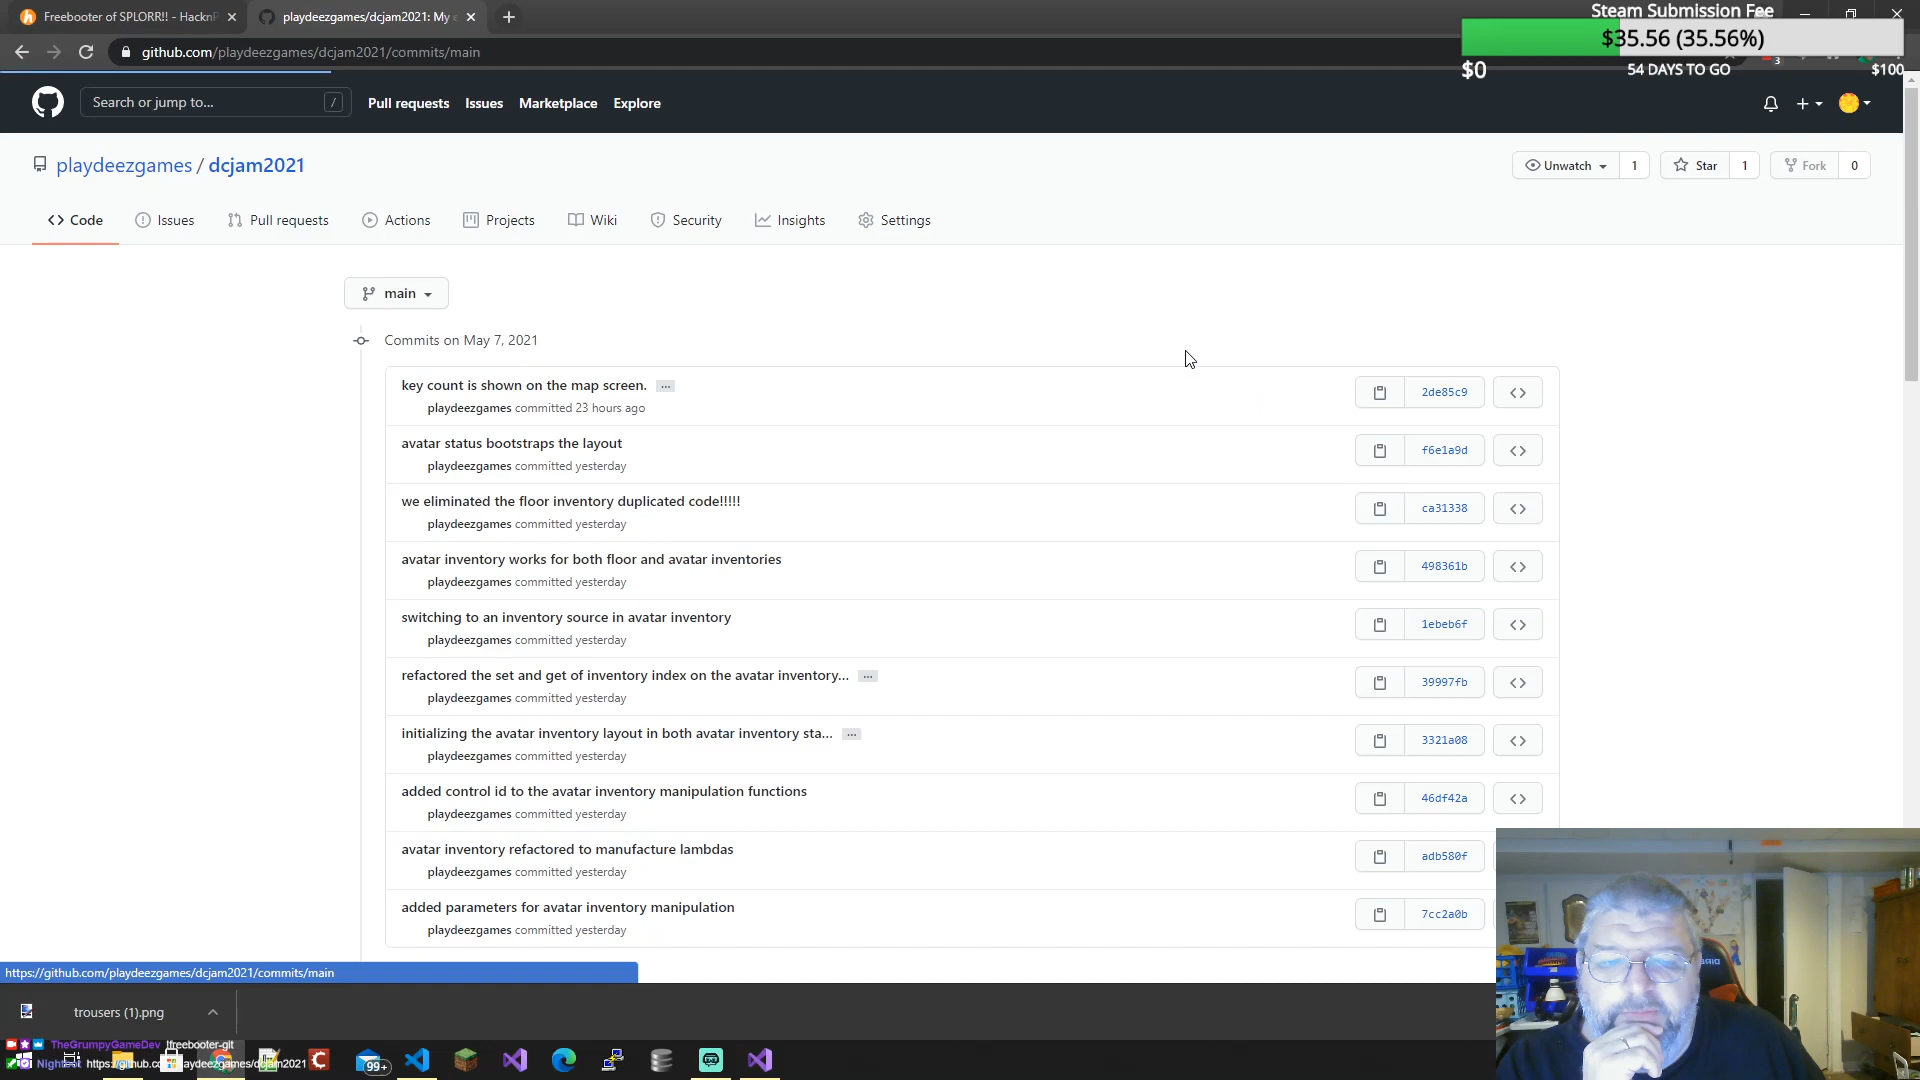 Freebooter of SPLORR!! - HacknP
playdeezgames/dcjam2021: My e
Steam Submission Fee
$35.56 (35.56%)
$0
54 DAYS TO GO
$100
github.com/playdeezgames/dcjam2021/commits/main
3
Search or jump to...
/
Pull requests
Issues
Marketplace
Explore
playdeezgames / dcjam2021
Unwatch
1
Star
1
Fork
0
Code
Issues
Pull requests
Actions
Projects
Wiki
Security
Insights
Settings
main
Commits on May 7, 2021
key count is shown on the map screen. ...
playdeezgames committed 23 hours ago
2de85c9
avatar status bootstraps the layout
playdeezgames committed yesterday
f6e1a9d
we eliminated the floor inventory duplicated code!!!!!
playdeezgames committed yesterday
ca31338
avatar inventory works for both floor and avatar inventories
playdeezgames committed yesterday
498361b
switching to an inventory source in avatar inventory
playdeezgames committed yesterday
1ebeb6f
refactored the set and get of inventory index on the avatar inventory... ...
playdeezgames committed yesterday
39997fb
initializing the avatar inventory layout in both avatar inventory sta... ...
playdeezgames committed yesterday
3321a08
added control id to the avatar inventory manipulation functions
playdeezgames committed yesterday
46df42a
avatar inventory refactored to manufacture lambdas
playdeezgames committed yesterday
adb580f
added parameters for avatar inventory manipulation
playdeezgames committed yesterday
7cc2a0b
https://github.com/playdeezgames/dcjam2021/commits/main
trousers (1).png
TheGrumpyGameDev !freebooter-git
99+